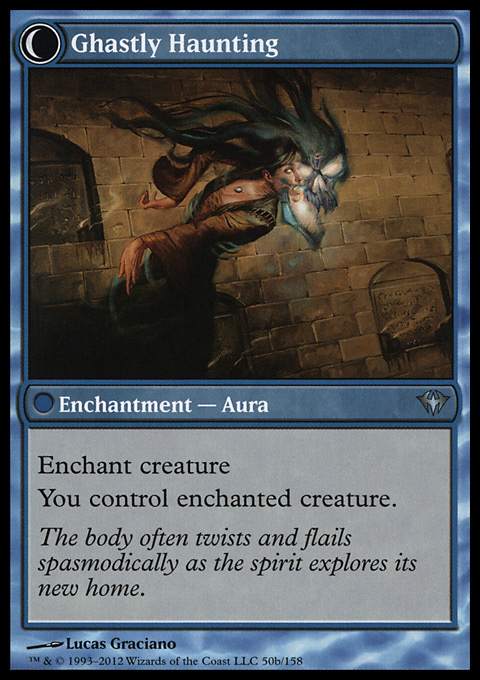 Ghastly Haunting
Enchantment — Aura
Enchant creature
You control enchanted creature.
The body often twists and flails
spasmodically as the spirit explores its
new home.
Lucas Graciano
™ & © 1993–2012 Wizards of the Coast LLC 50b/158